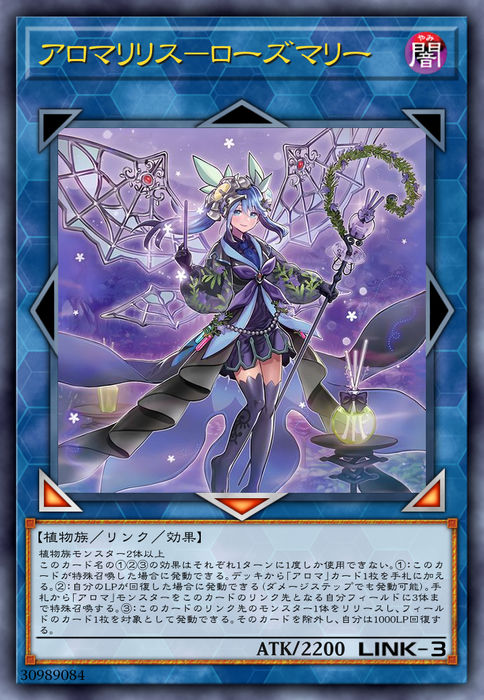 アロマリリス－ローズマリー
やみ
闇
【植物族／リンク／効果】
植物族モンスター2体以上
このカード名の①②③の効果はそれぞれ1ターンに1度しか使用できない。①：このカ
ードが特殊召喚した場合に発動できる。デッキから「アロマ」カード1枚を手札に加え
る。②：自分のLPが回復した場合に発動できる（ダメージステップでも発動可能）。手
札から「アロマ」モンスターをこのカードのリンク先となる自分フィールドに3体ま
で特殊召喚する。③：このカードのリンク先のモンスター1体をリリースし、フィール
ドのカード1枚を対象として発動できる。そのカードを除外し、自分は1000LP回復す
る。
ATK/2200 LINK-3
30989084